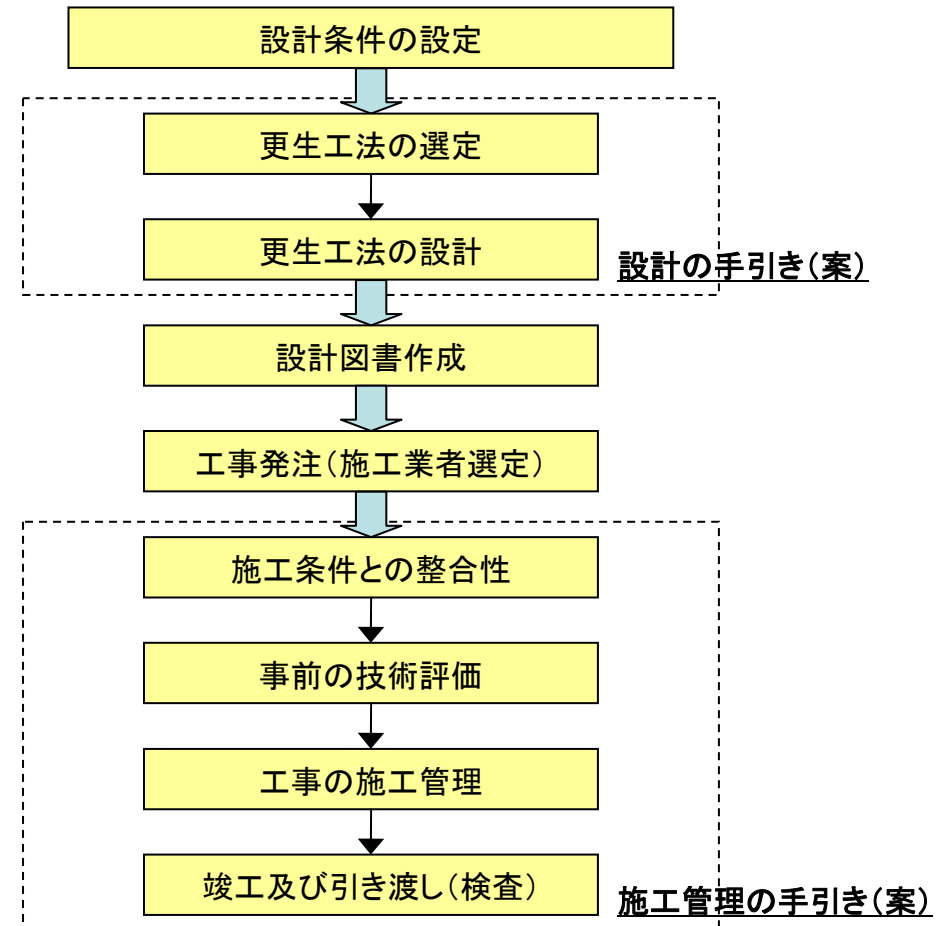 設計条件の設定
更生工法の選定
更生工法の設計
設計の手引き(案)
設計図書作成
工事発注(施工業者選定)
施工条件との整合性
事前の技術評価
工事の施工管理
竣工及び引き渡し(検査)
施工管理の手引き(案)